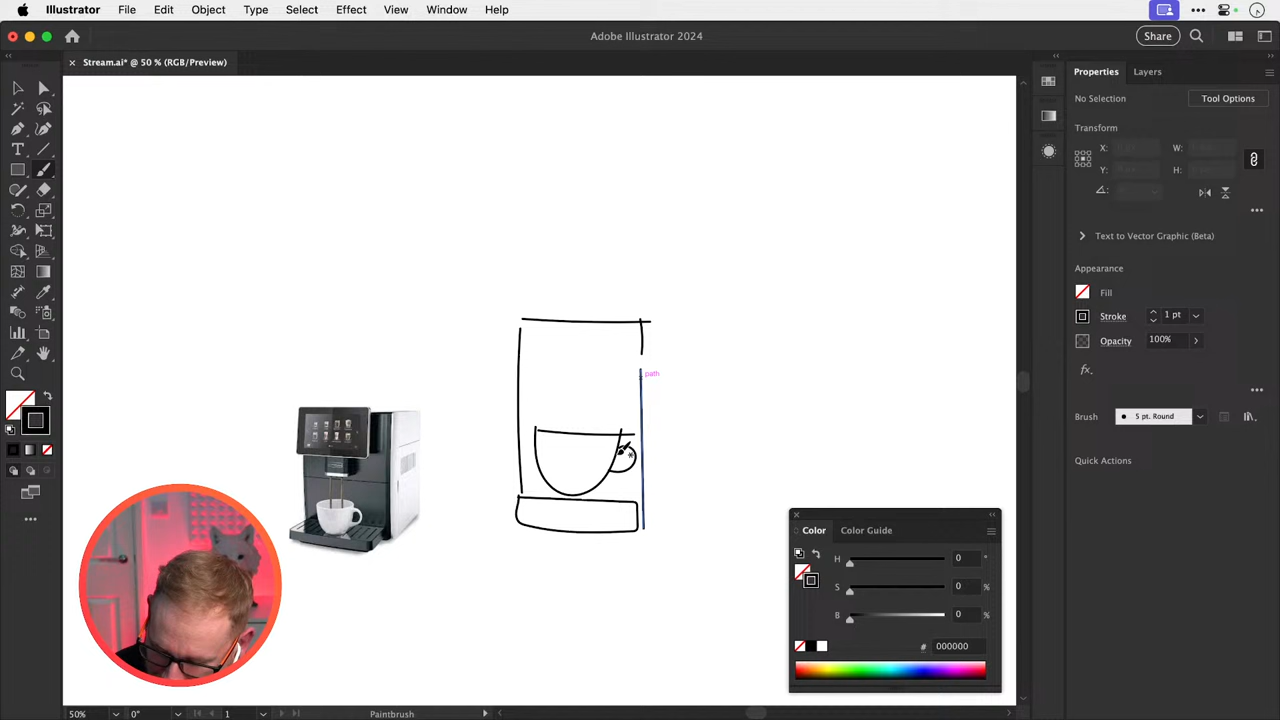 Illustrator File Edit Object Type Select Effect View Window Help
Adobe Illustrator 2024
Share
× Stream.ai* @ 50 % (RGB/Preview)
Properties Layers
No Selection
Tool Options
Transform
X: W:
Y: H:
Text to Vector Graphic (Beta)
Appearance
Fill
Stroke 1 pt
Opacity 100%
fx.
Brush 5 pt. Round
Quick Actions
path
Color Color Guide
H 0 °
S 0 %
B 0 %
# 000000
50% 0° 1 Paintbrush